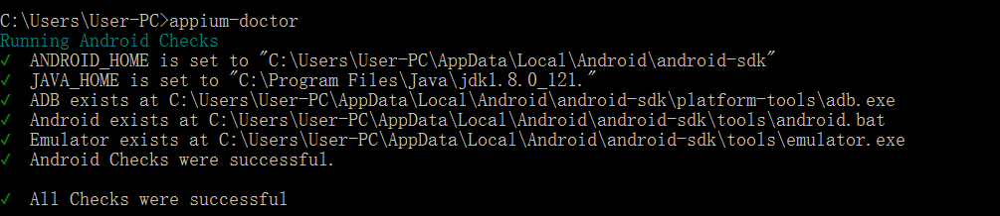 C:\Users\User-PC>appium-doctor
Running Android Checks
✓ ANDROID_HOME is set to "C:\Users\User-PC\AppData\Local\Android\android-sdk"
✓ JAVA_HOME is set to "C:\Program Files\Java\jdk1.8.0_121."
✓ ADB exists at C:\Users\User-PC\AppData\Local\Android\android-sdk\platform-tools\adb.exe
✓ Android exists at C:\Users\User-PC\AppData\Local\Android\android-sdk\tools\android.bat
✓ Emulator exists at C:\Users\User-PC\AppData\Local\Android\android-sdk\tools\emulator.exe
✓ Android Checks were successful.
✓ All Checks were successful